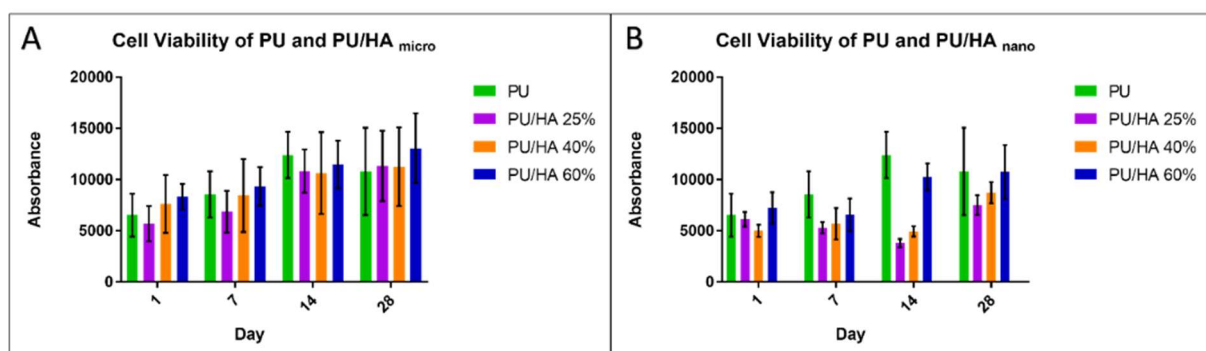 A
Cell Viability of PU and PU/HA micro
20000
15000
10000
5000
0
Absorbance
1
7
14
28
Day
PU
PU/HA 25%
PU/HA 40%
PU/HA 60%
B
Cell Viability of PU and PU/HA nano
20000
15000
10000
5000
0
Absorbance
1
7
14
28
Day
PU
PU/HA 25%
PU/HA 40%
PU/HA 60%